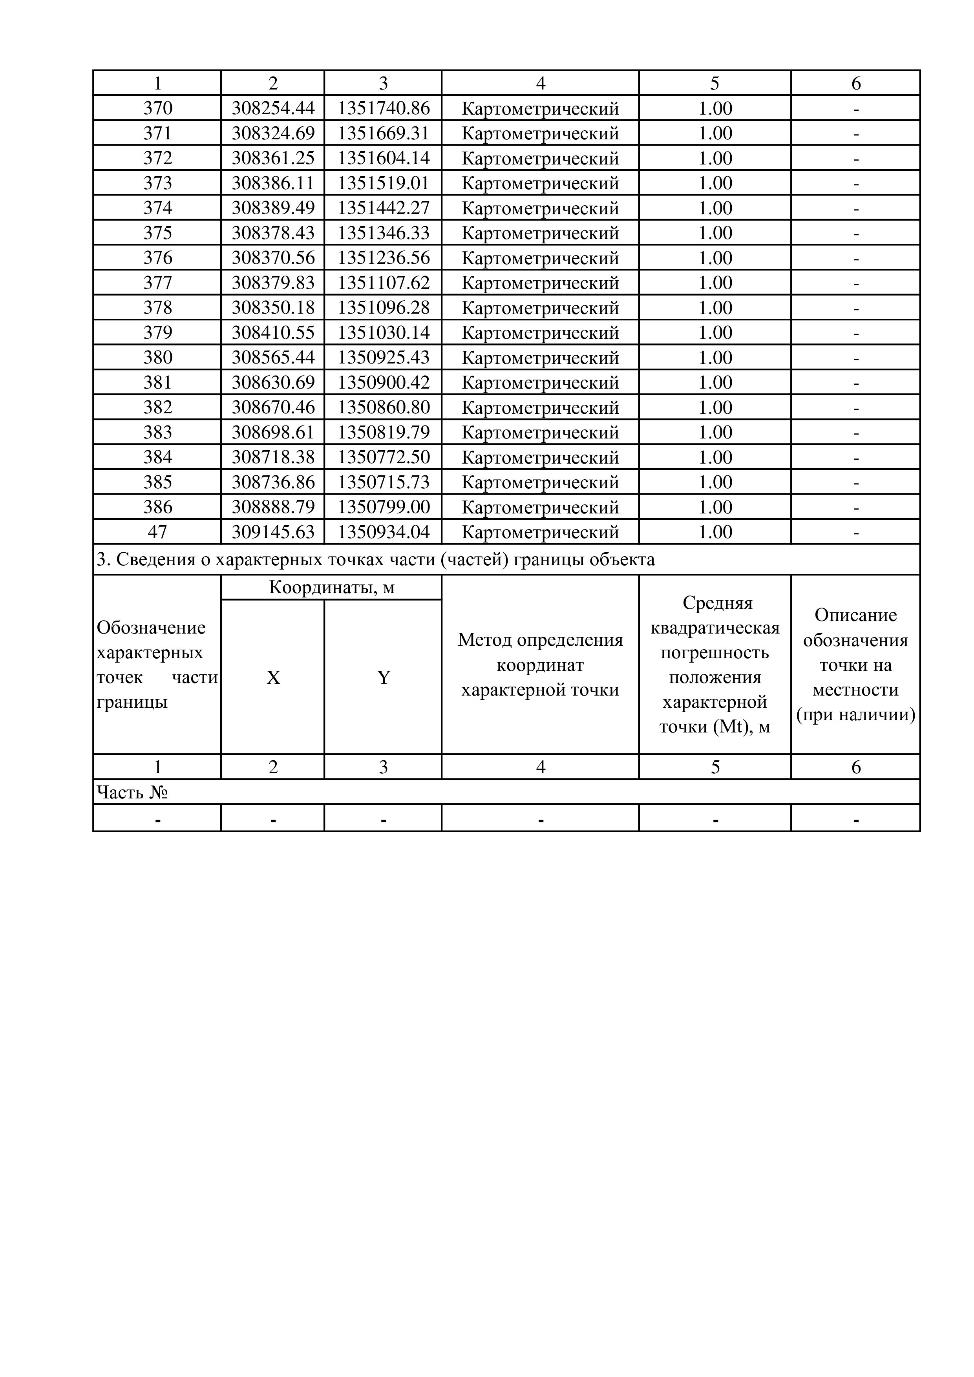 1 2 3 4 5 6
370 308254.44 1351740.86 Картометрический 1.00 -
371 308324.69 1351669.31 Картометрический 1.00 -
372 308361.25 1351604.14 Картометрический 1.00 -
373 308386.11 1351519.01 Картометрический 1.00 -
374 308389.49 1351442.27 Картометрический 1.00 -
375 308378.43 1351346.33 Картометрический 1.00 -
376 308370.56 1351236.56 Картометрический 1.00 -
377 308379.83 1351107.62 Картометрический 1.00 -
378 308350.18 1351096.28 Картометрический 1.00 -
379 308410.55 1351030.14 Картометрический 1.00 -
380 308565.44 1350925.43 Картометрический 1.00 -
381 308630.69 1350900.42 Картометрический 1.00 -
382 308670.46 1350860.80 Картометрический 1.00 -
383 308698.61 1350819.79 Картометрический 1.00 -
384 308718.38 1350772.50 Картометрический 1.00 -
385 308736.86 1350715.73 Картометрический 1.00 -
386 308888.79 1350799.00 Картометрический 1.00 -
47 309145.63 1350934.04 Картометрический 1.00 -
3. Сведения о характерных точках части (частей) границы объекта
Обозначение
характерных
точек части
границы
Координаты, м
X
Y
Метод определения
координат
характерной точки
Средняя
квадратическая
погрешность
положения
характерной
точки (Mt), м
Описание
обозначения
точки на
местности
(при наличии)
1 2 3 4 5 6
Часть №
- - - - - -